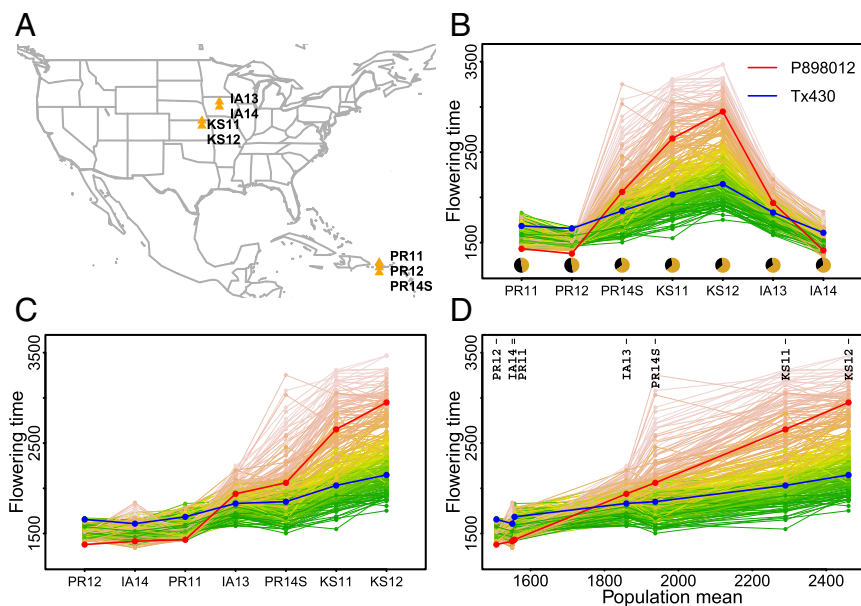 A
IA13
IA14
KS11
KS12
PR11
PR12
PR14S
B
Flowering time
3500
2500
1500
P898012
Tx430
PR11 PR12 PR14S KS11 KS12 IA13 IA14
C
Flowering time
3500
2500
1500
PR12 IA14 PR11 IA13 PR14S KS11 KS12
D
Flowering time
3500
2500
1500
PR12
IA14
PR11
IA13
PR14S
KS11
KS12
1600 1800 2000 2200 2400
Population mean